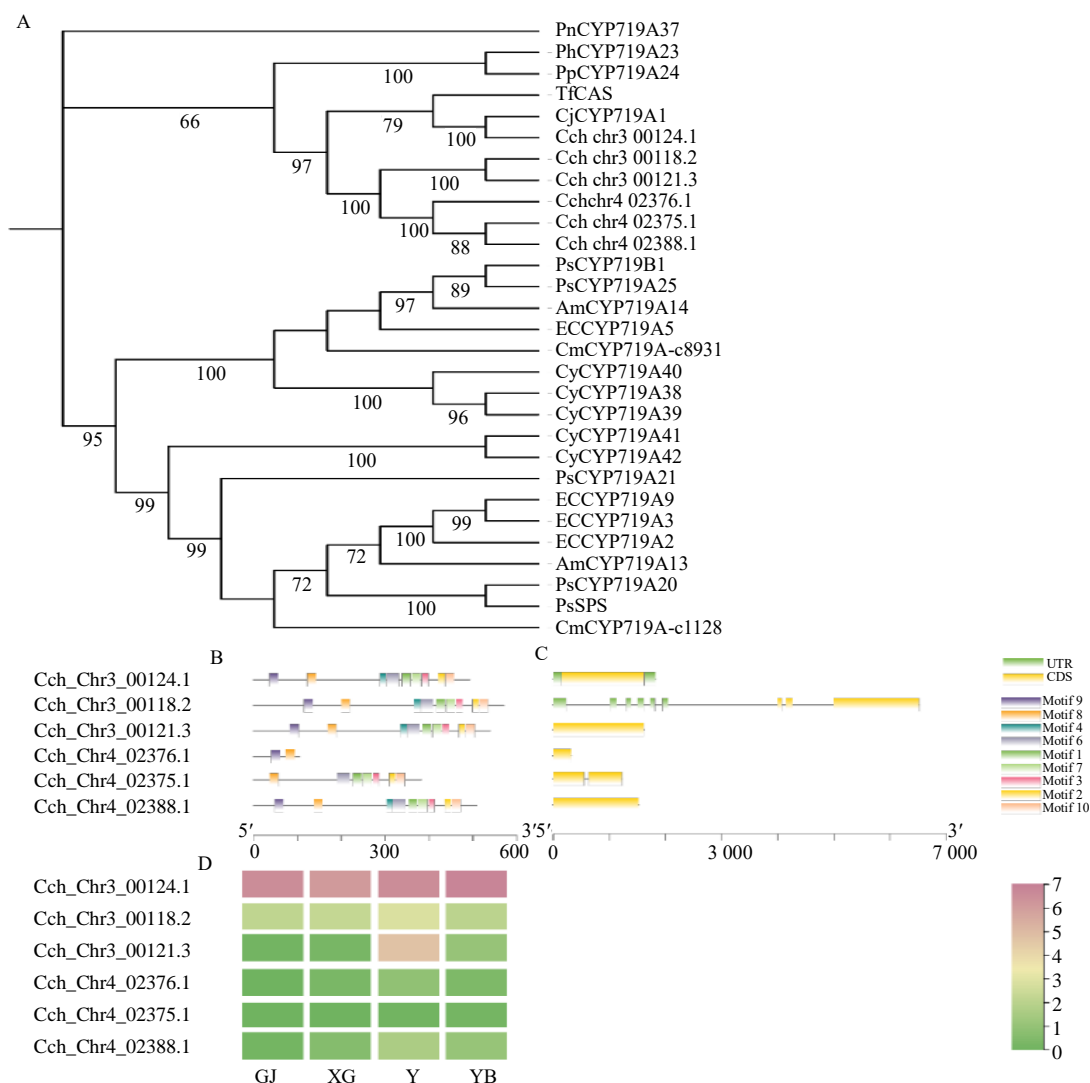 A
PnCYP719A37
PhCYP719A23
PpCYP719A24
TfCAS
CjCYP719A1
Cch chr3 00124.1
Cch chr3 00118.2
Cch chr3 00121.3
Cchchr4 02376.1
Cch chr4 02375.1
Cch chr4 02388.1
PsCYP719B1
PsCYP719A25
AmCYP719A14
ECCYP719A5
CmCYP719A-c8931
CyCYP719A40
CyCYP719A38
CyCYP719A39
CyCYP719A41
CyCYP719A42
PsCYP719A21
ECCYP719A9
ECCYP719A3
ECCYP719A2
AmCYP719A13
PsCYP719A20
PsSPS
CmCYP719A-c1128
100
66
79
100
97
100
100
100
88
89
97
100
100
96
95
100
99
99
99
100
72
72
100
B
Cch_Chr3_00124.1
Cch_Chr3_00118.2
Cch_Chr3_00121.3
Cch_Chr4_02376.1
Cch_Chr4_02375.1
Cch_Chr4_02388.1
5′ 3′
0 300 600
C
5′ 3′
0 3 000 7 000
UTR
CDS
Motif 9
Motif 8
Motif 4
Motif 6
Motif 1
Motif 7
Motif 3
Motif 2
Motif 10
D
Cch_Chr3_00124.1
Cch_Chr3_00118.2
Cch_Chr3_00121.3
Cch_Chr4_02376.1
Cch_Chr4_02375.1
Cch_Chr4_02388.1
GJ XG Y YB
7
6
5
4
3
2
1
0